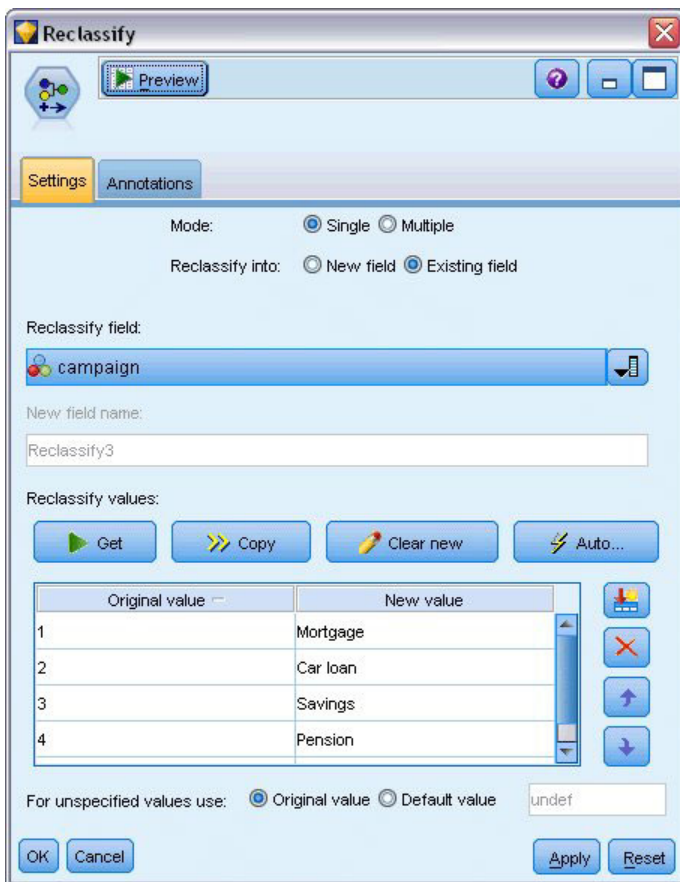 Reclassify
Preview
Settings Annotations
Mode: Single Multiple
Reclassify into: New field Existing field
Reclassify field:
campaign
New field name:
Reclassify3
Reclassify values:
Get Copy Clear new Auto...
Original value New value
1 Mortgage
2 Car loan
3 Savings
4 Pension
For unspecified values use: Original value Default value undef
OK Cancel Apply Reset